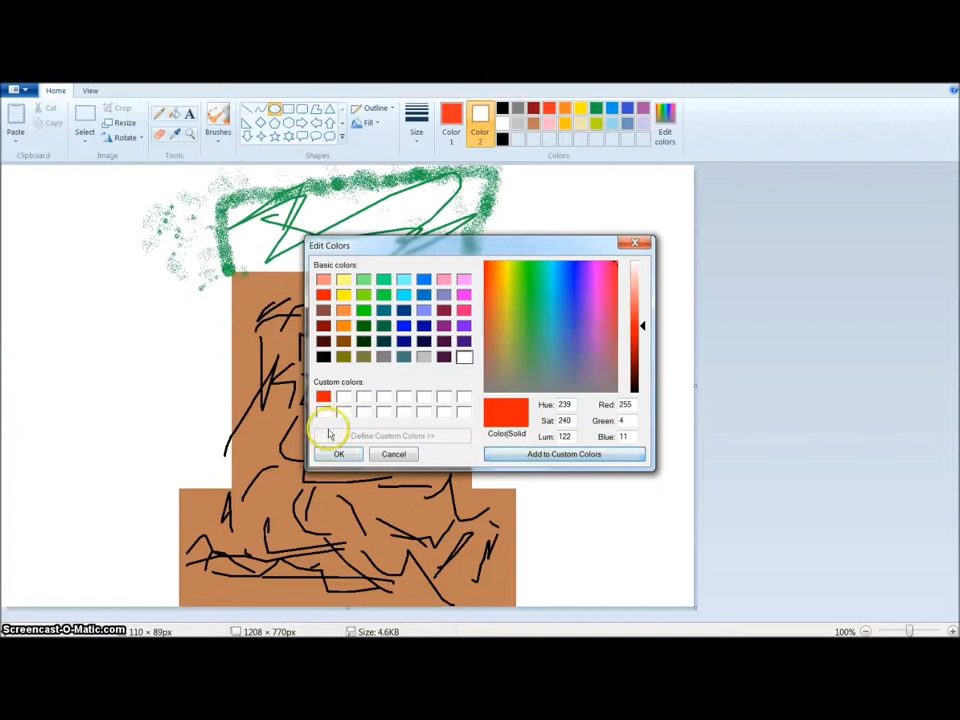 Home View
Cut Crop Outline
Copy Resize Fill
Paste Select Rotate Brushes Size Color 1 Color 2 Edit Colors
Clipboard Image Tools Shapes Colors
Edit Colors
Basic colors:
Custom colors:
Hue: 239 Red: 255
Sat: 240 Green: 4
Color|Solid Lum: 122 Blue: 11
Define Custom Colors >>
OK Cancel Add to Custom Colors
Screencast-O-Matic.com 110 × 89px 1208 × 770px Size: 4.6KB 100%